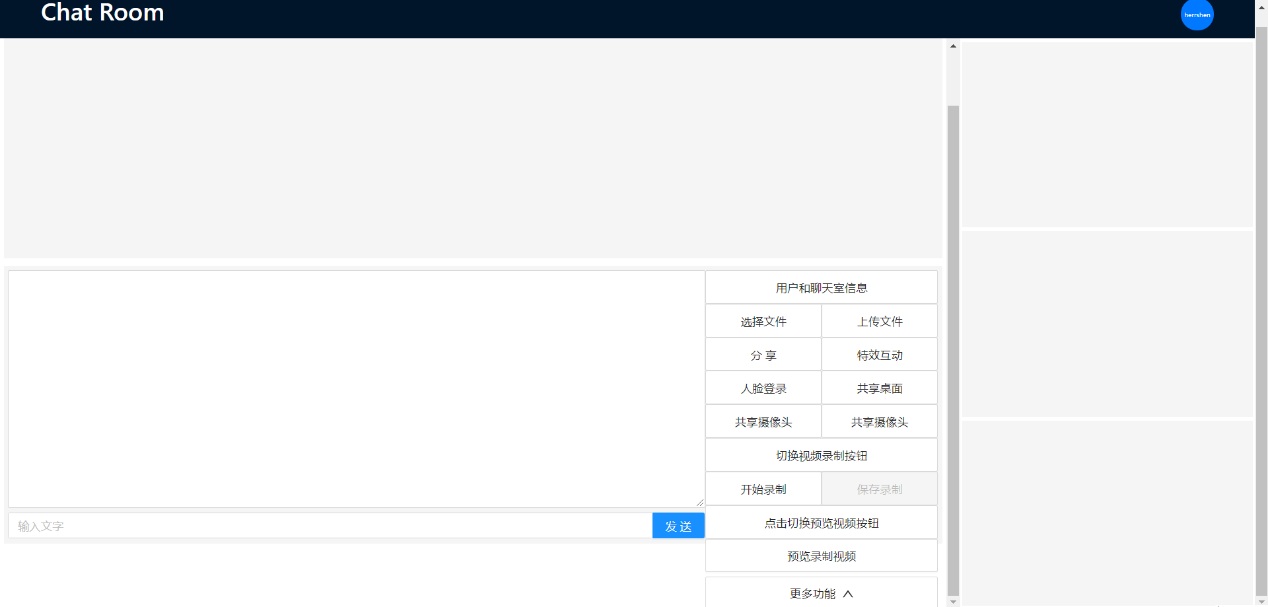 Chat Room
herrshen
用户和聊天室信息
选择文件 上传文件
分 享 特效互动
人脸登录 共享桌面
共享摄像头 共享摄像头
切换视频录制按钮
开始录制 保存录制
输入文字 发 送 点击切换预览视频按钮
预览录制视频
更多功能